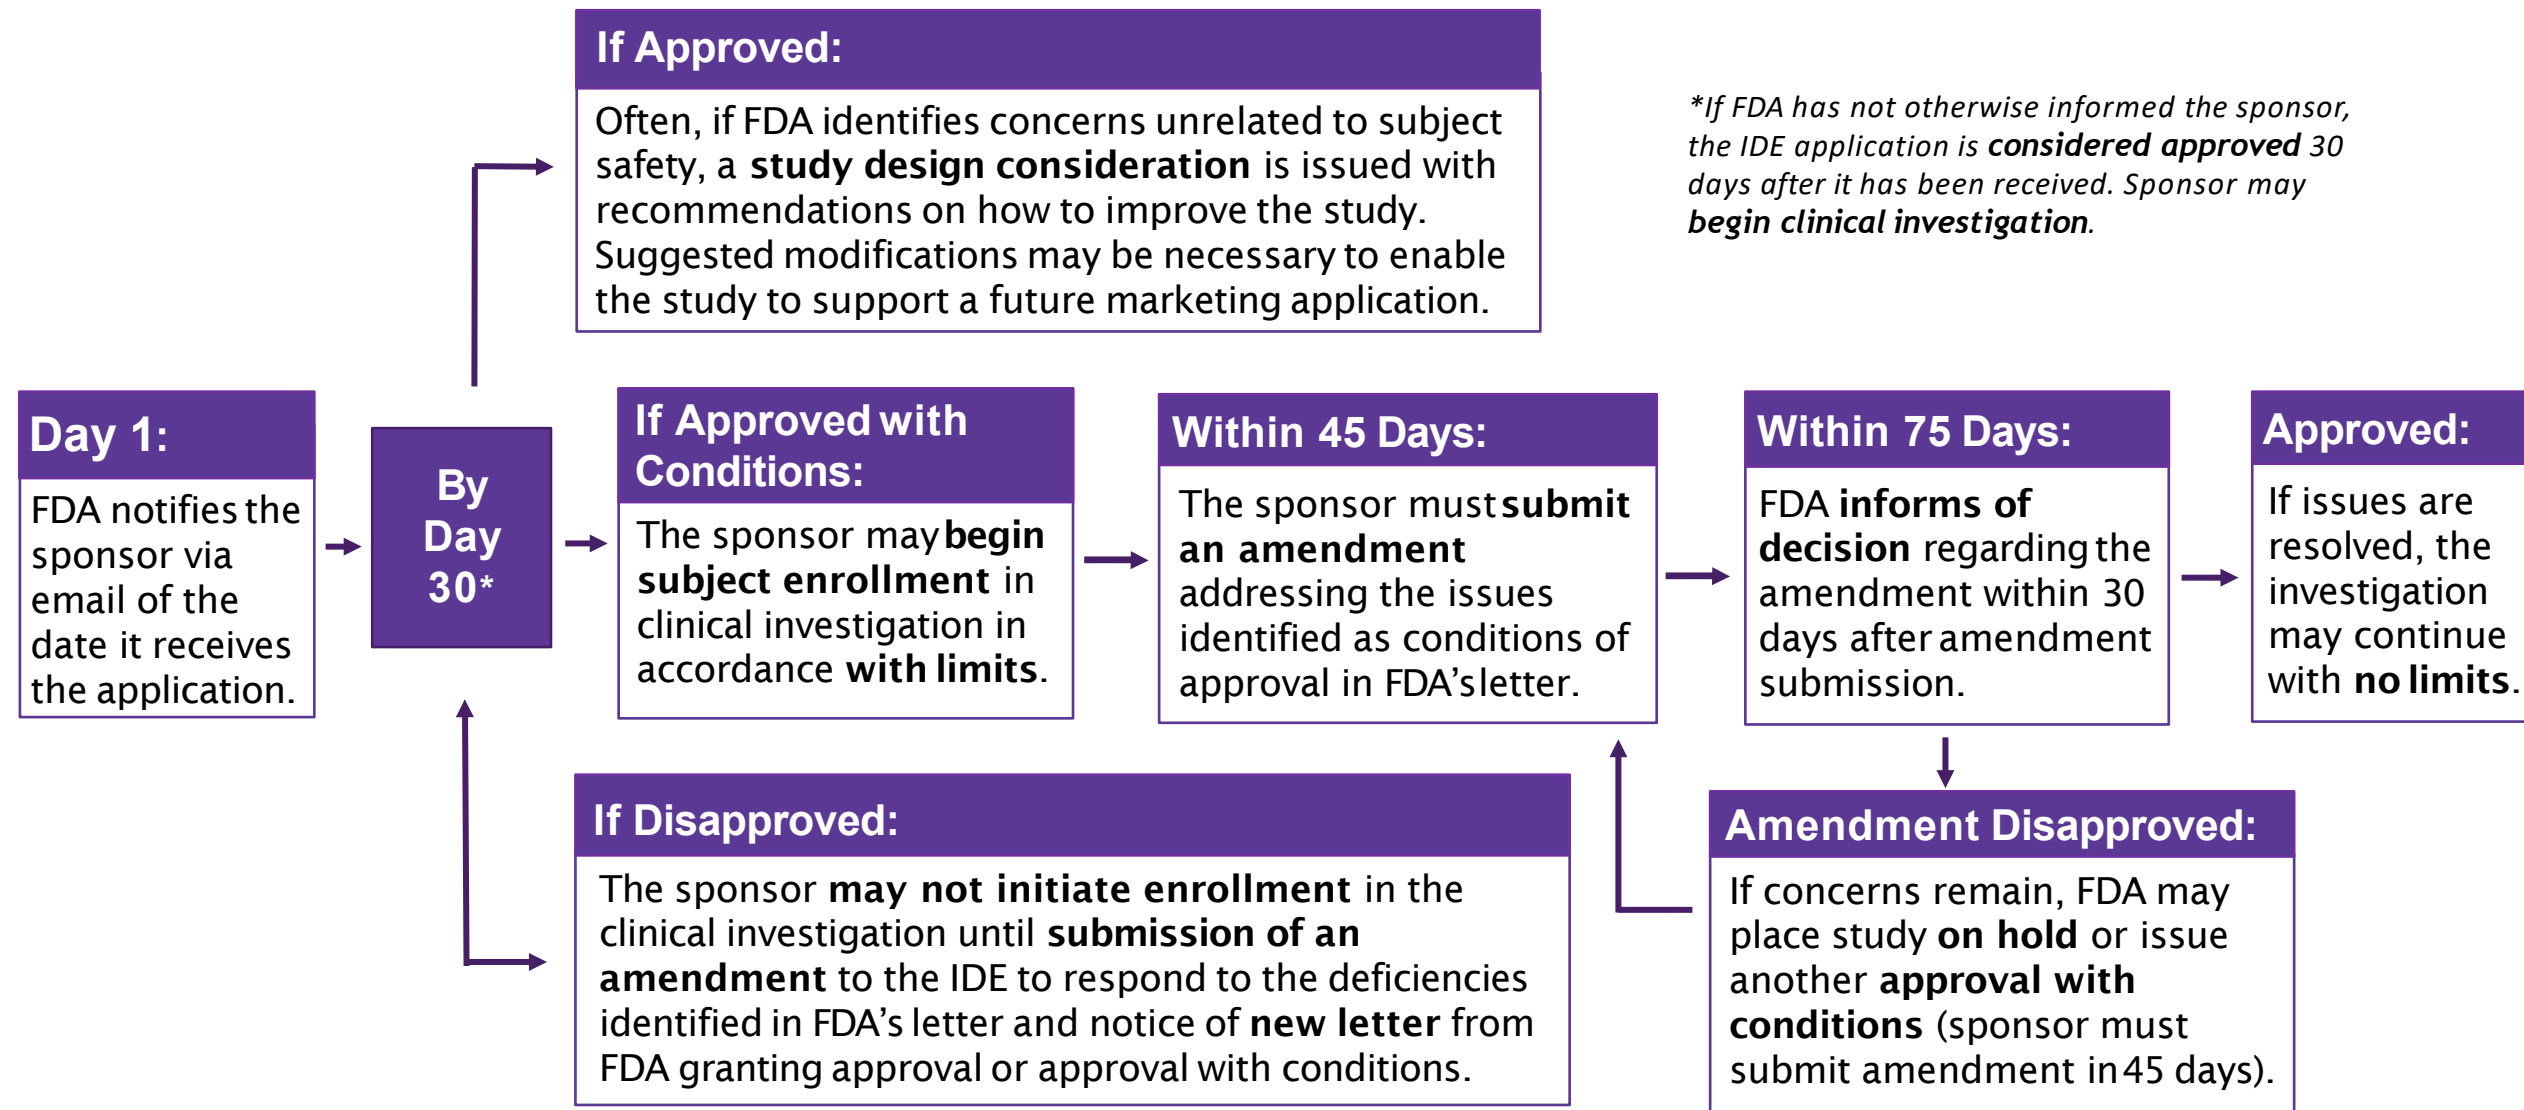 If Approved:
Often, if FDA identifies concerns unrelated to subject
safety, a study design consideration is issued with
recommendations on how to improve the study.
Suggested modifications may be necessary to enable
the study to support a future marketing application.
*If FDA has not otherwise informed the sponsor,
the IDE application is considered approved 30
days after it has been received. Sponsor may
begin clinical investigation.
Day 1:
FDA notifies the
sponsor via
email of the
date it receives
the application.
By
Day
30*
If Approved with
Conditions:
The sponsor may begin
subject enrollment in
clinical investigation in
accordance with limits.
Within 45 Days:
The sponsor must submit
an amendment
addressing the issues
identified as conditions of
approval in FDA's letter.
Within 75 Days:
FDA informs of
decision regarding the
amendment within 30
days after amendment
submission.
Approved:
If issues are
resolved, the
investigation
may continue
with no limits.
If Disapproved:
The sponsor may not initiate enrollment in the
clinical investigation until submission of an
amendment to the IDE to respond to the deficiencies
identified in FDA's letter and notice of new letter from
FDA granting approval or approval with conditions.
Amendment Disapproved:
If concerns remain, FDA may
place study on hold or issue
another approval with
conditions (sponsor must
submit amendment in 45 days).